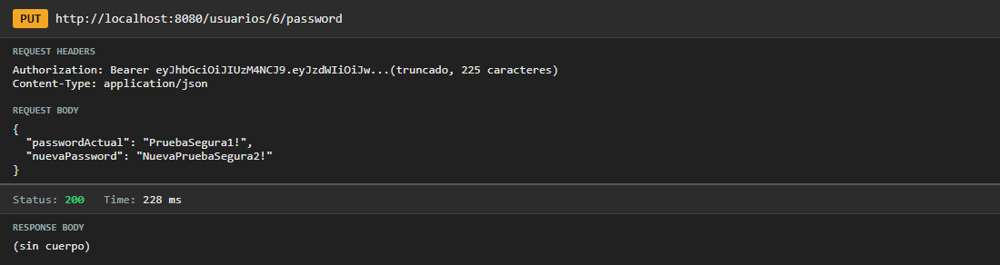 PUT http://localhost:8080/usuarios/6/password
REQUEST HEADERS
Authorization: Bearer eyJhbGciOiJIUzM4NCJ9.eyJzdWIiOiJw...(truncado, 225 caracteres)
Content-Type: application/json
REQUEST BODY
{
  "passwordActual": "PruebaSegura1!",
  "nuevaPassword": "NuevaPruebaSegura2!"
}
Status: 200 Time: 228 ms
RESPONSE BODY
(sin cuerpo)